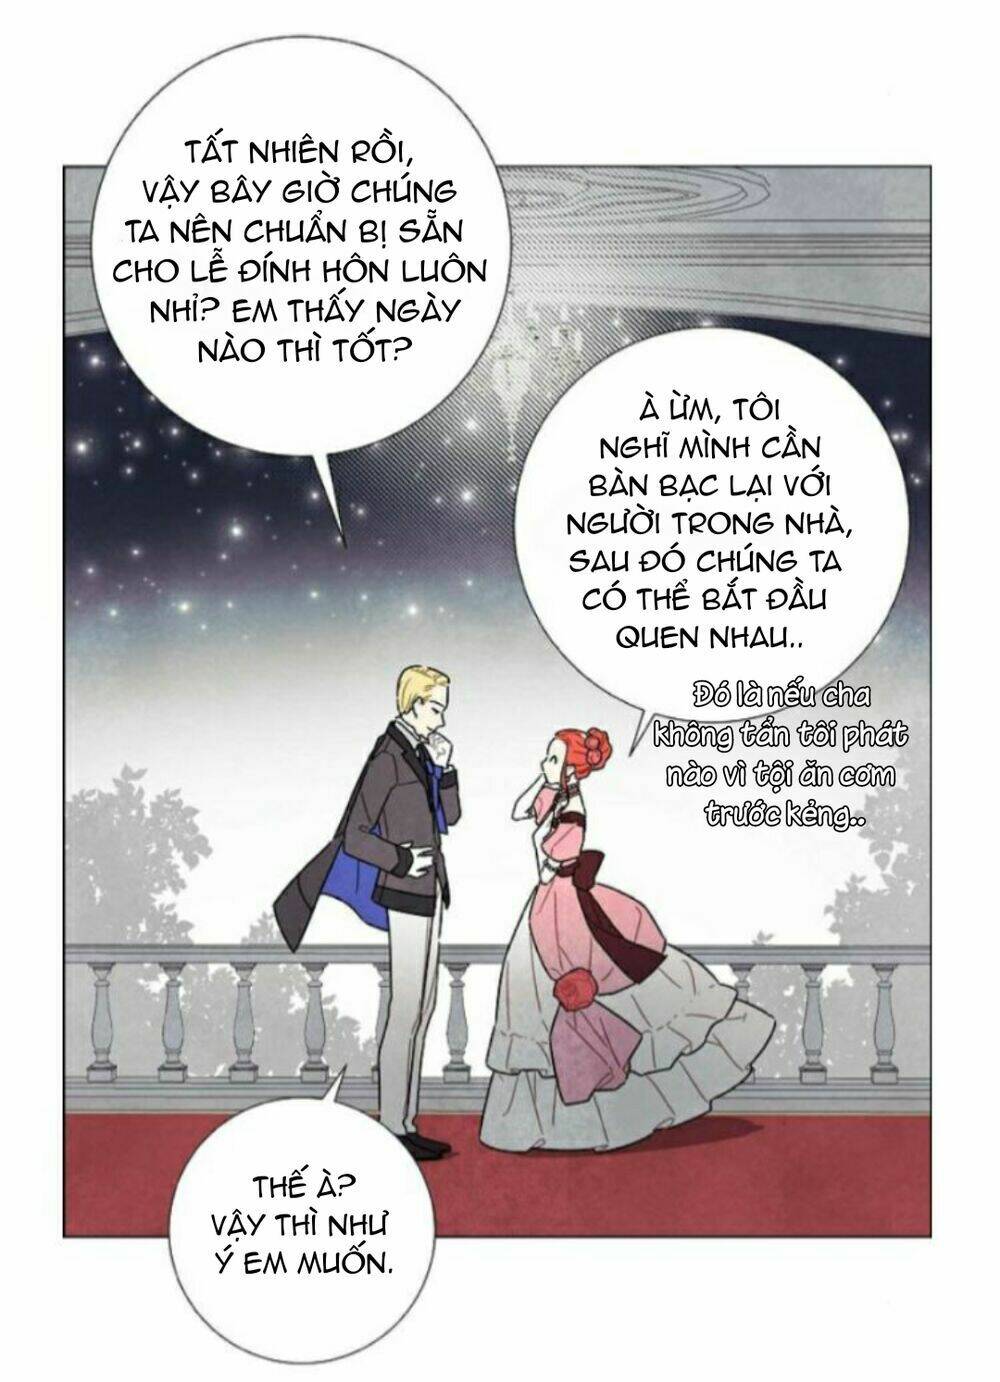 TẤT NHIÊN RỒI,
VẬY BÂY GIỜ CHÚNG
TA NÊN CHUẨN BỊ SẴN
CHO LỄ ĐÍNH HÔN LUÔN
NHỈ? EM THẤY NGÀY
NÀO THÌ TỐT?
À ỪM, TÔI
NGHĨ MÌNH CẦN
BÀN BẠC LẠI VỚI
NGƯỜI TRONG NHÀ,
SAU ĐÓ CHÚNG TA
CÓ THỂ BẮT ĐẦU
QUEN NHAU..
Đó là nếu cha
không tẩn tôi phát
nào vì tội ăn cơm
trước kẻng..
THẾ À?
VẬY THÌ NHƯ
Ý EM MUỐN.